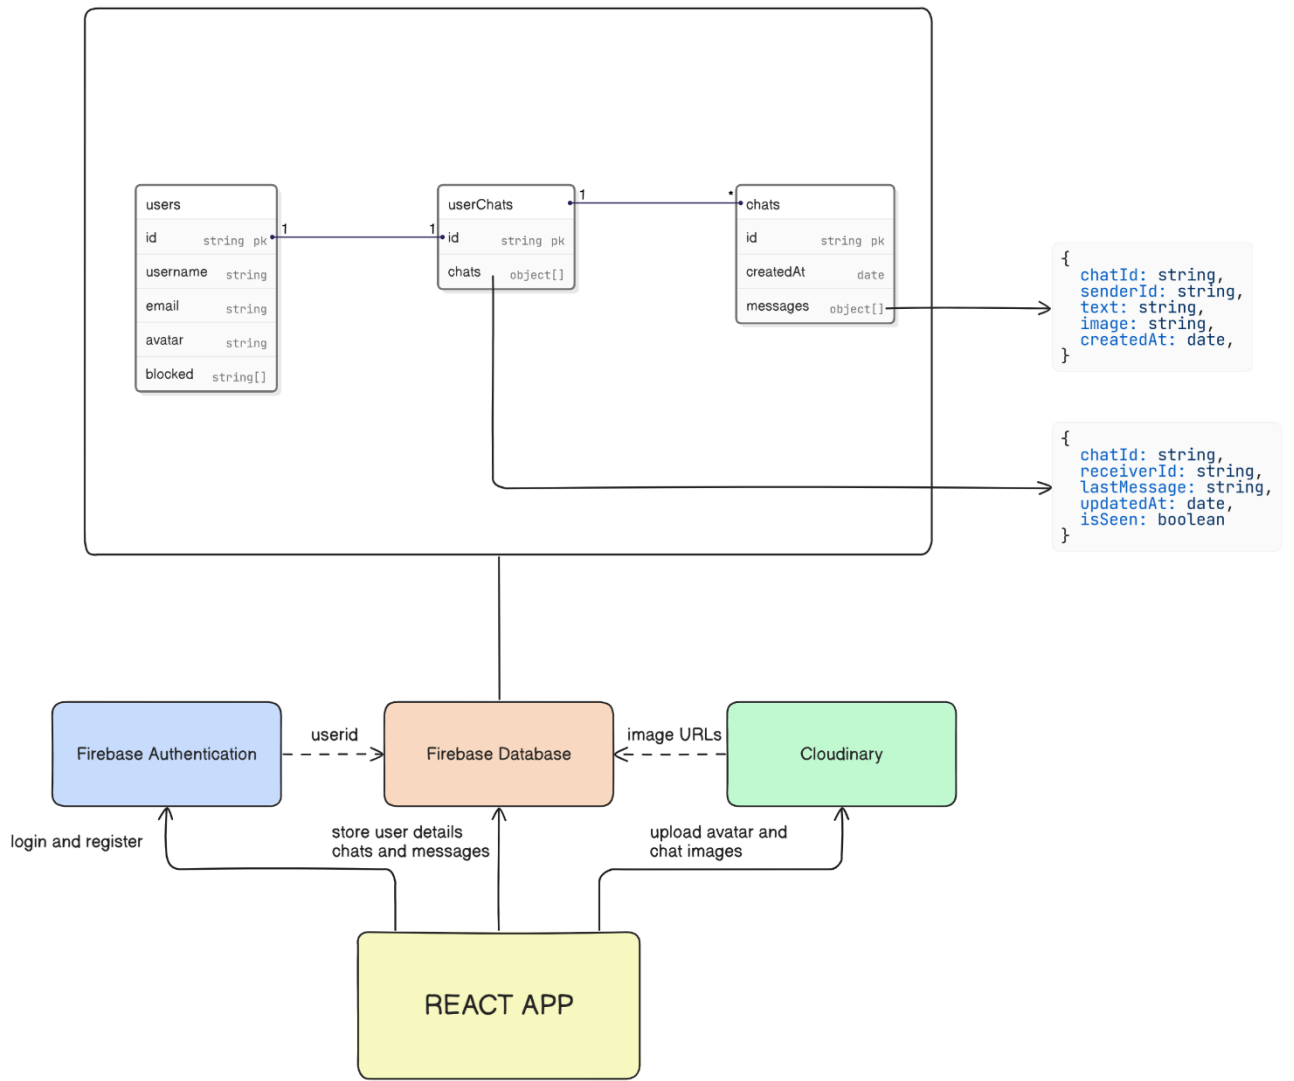 users
id string pk
username string
email string
avatar string
blocked string[]
1 1
userChats
id string pk
chats object[]
1 *
chats
id string pk
createdAt date
messages object[]
{
chatId: string,
senderId: string,
text: string,
image: string,
createdAt: date,
}
{
chatId: string,
receiverId: string,
lastMessage: string,
updatedAt: date,
isSeen: boolean
}
Firebase Authentication
userid
Firebase Database
image URLs
Cloudinary
login and register
store user details
chats and messages
upload avatar and
chat images
REACT APP